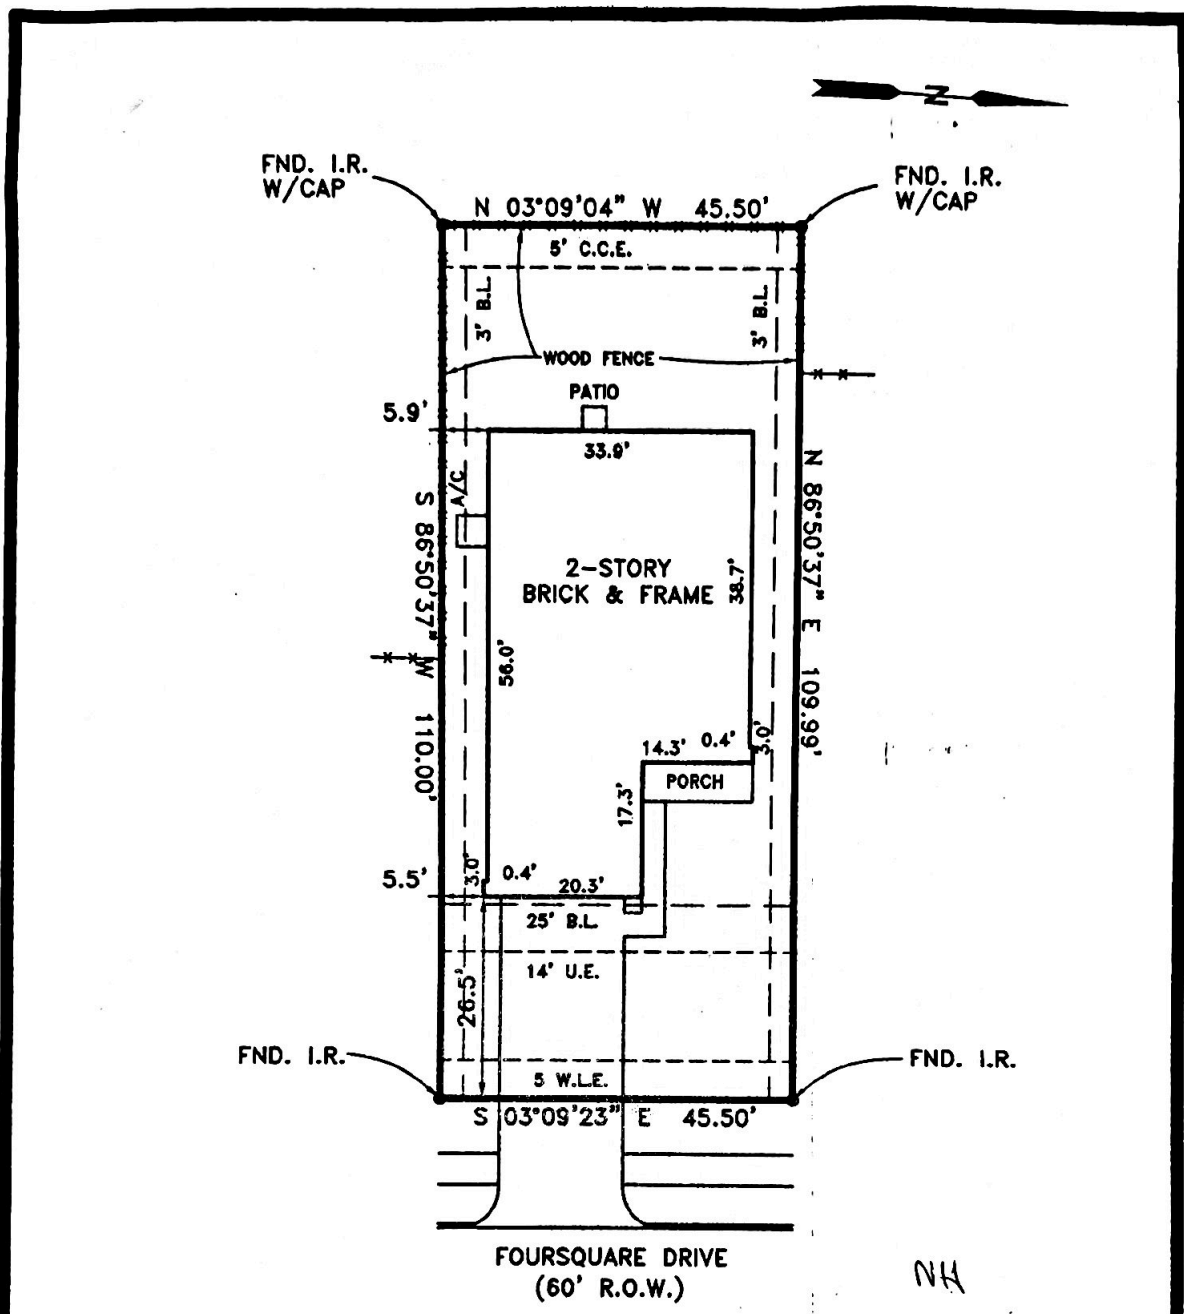 N
FND. I.R.
W/CAP
FND. I.R.
W/CAP
N 03°09'04" W 45.50'
5' C.C.E.
3' B.L.
3' B.L.
WOOD FENCE
PATIO
5.9'
33.9'
A/C
S 86°50'37" W 110.00'
N 86°50'37" E 109.99'
2-STORY
BRICK & FRAME
38.7'
56.0'
14.3'
0.4'
3.0'
PORCH
17.3'
5.5'
3.0'
0.4'
20.3'
25' B.L.
14' U.E.
26.5'
FND. I.R.
FND. I.R.
5 W.L.E.
S 03°09'23" E 45.50'
FOURSQUARE DRIVE
(60' R.O.W.)
NH